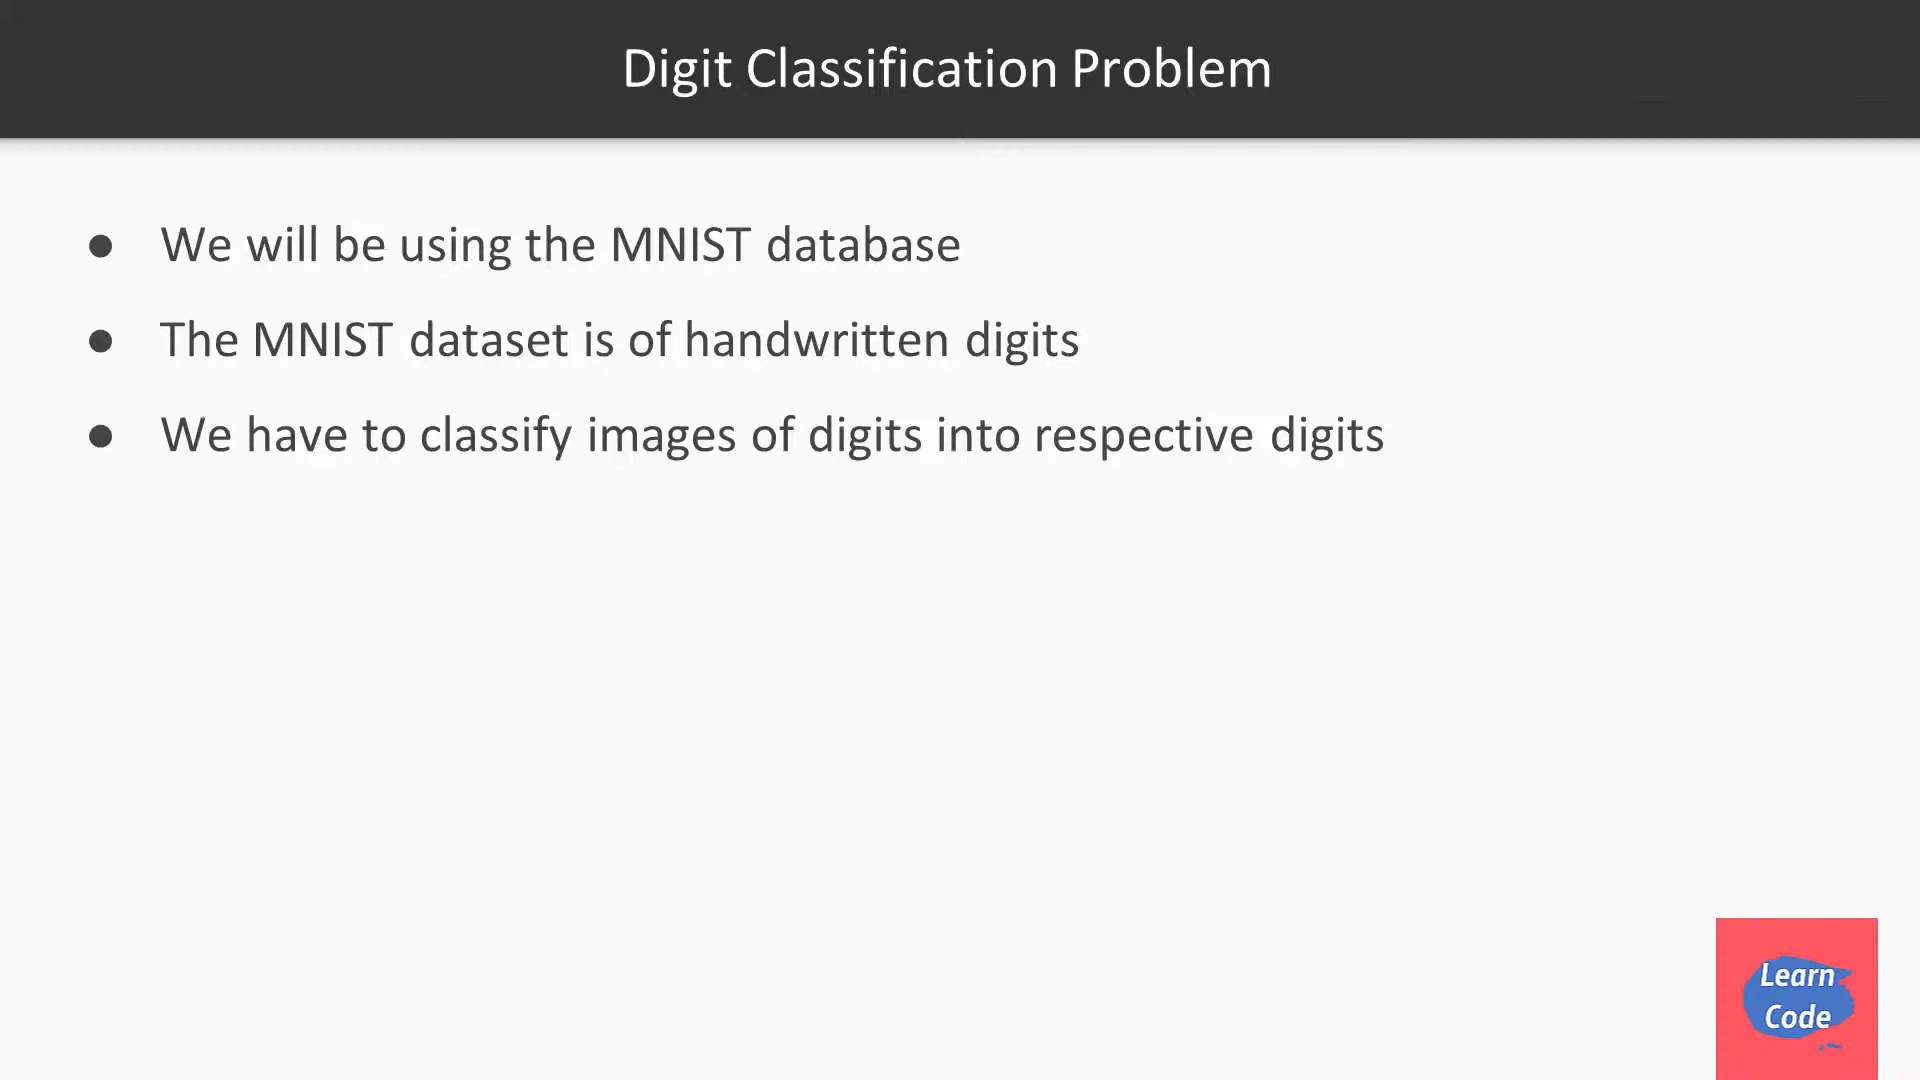 Digit Classification Problem
● We will be using the MNIST database
● The MNIST dataset is of handwritten digits
● We have to classify images of digits into respective digits
Learn
Code